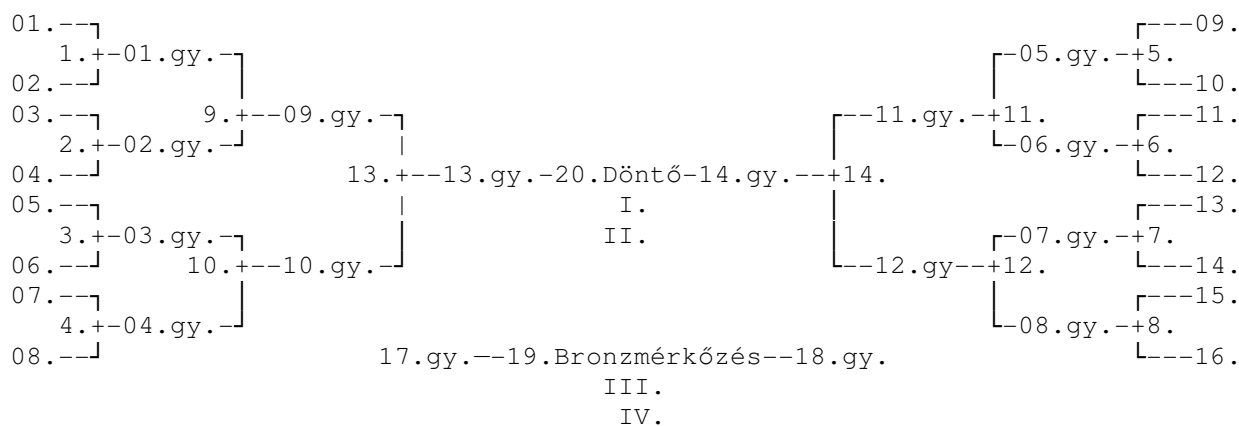 01.--┐ ┌---09.
1.+-01.gy.-┐ ┌-05.gy.-+5.
02.--┘ │ │ └---10.
03.--┐ 9.+--09.gy.-┐ ┌--11.gy.-+11. ┌---11.
2.+-02.gy.-┘ | │ └-06.gy.-+6.
04.--┘ 13.+--13.gy.-20.Döntő-14.gy.--+14. └---12.
05.--┐ | I. │ ┌---13.
3.+-03.gy.-┐ │ II. │ ┌-07.gy.-+7.
06.--┘ 10.+--10.gy.-┘ └--12.gy--+12. └---14.
07.--┐ │ │ ┌---15.
4.+-04.gy.-┘ └-08.gy.-+8.
08.--┘ 17.gy.—-19.Bronzmérkőzés--18.gy. └---16.
III.
IV.